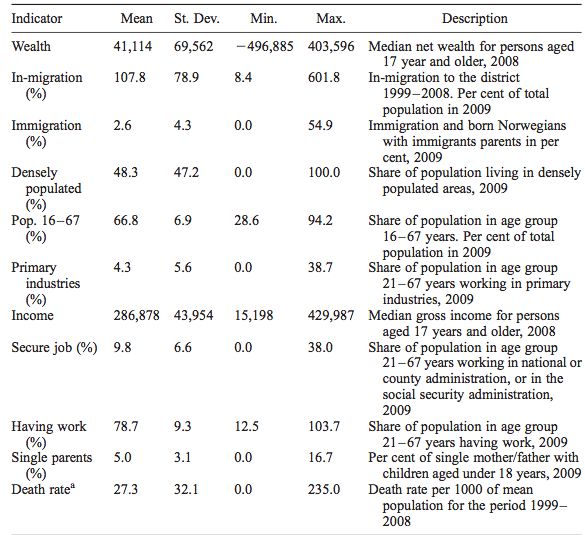 Indicator Mean St. Dev. Min. Max. Description
Wealth 41,114 69,562 −496,885 403,596 Median net wealth for persons aged
17 year and older, 2008
In-migration 107.8 78.9 8.4 601.8 In-migration to the district
(%) 1999–2008. Per cent of total
population in 2009
Immigration 2.6 4.3 0.0 54.9 Immigration and born Norwegians
(%) with immigrants parents in per
cent, 2009
Densely 48.3 47.2 0.0 100.0 Share of population living in densely
populated populated areas, 2009
(%)
Pop. 16–67 66.8 6.9 28.6 94.2 Share of population in age group
(%) 16–67 years. Per cent of total
population in 2009
Primary 4.3 5.6 0.0 38.7 Share of population in age group
industries 21–67 years working in primary
(%) industries, 2009
Income 286,878 43,954 15,198 429,987 Median gross income for persons
aged 17 years and older, 2008
Secure job (%) 9.8 6.6 0.0 38.0 Share of population in age group
21–67 years working in national or
county administration, or in the
social security administration,
2009
Having work 78.7 9.3 12.5 103.7 Share of population in age group
(%) 21–67 years having work, 2009
Single parents 5.0 3.1 0.0 16.7 Per cent of single mother/father with
(%) children aged under 18 years, 2009
Death rateᵃ 27.3 32.1 0.0 235.0 Death rate per 1000 of mean
population for the period 1999–
2008